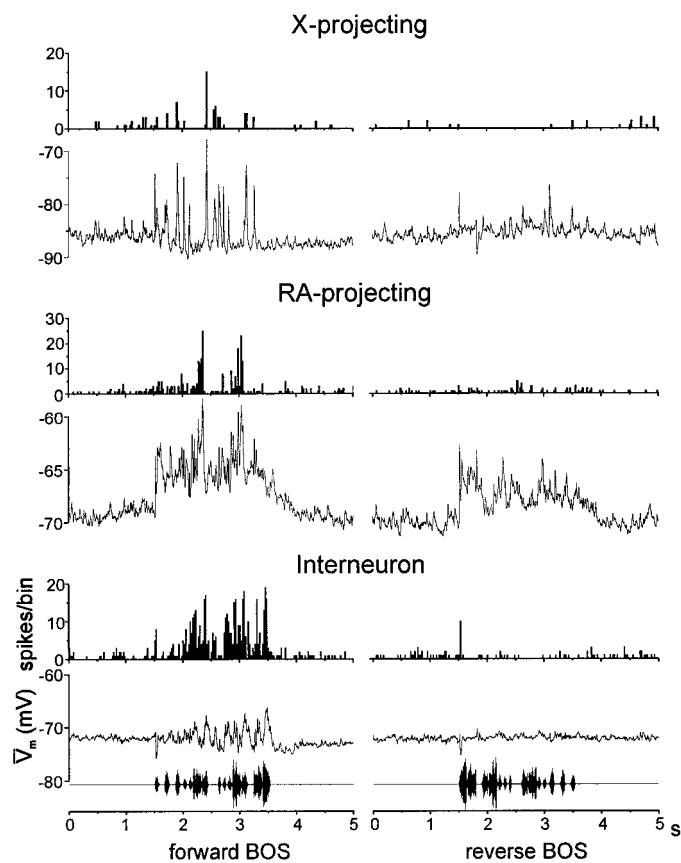 X-projecting
20
10
0
-70
-80
-90
RA-projecting
30
20
10
0
-60
-65
-70
Interneuron
spikes/bin
20
10
0
V̅m (mV)
-60
-70
-80
0 1 2 3 4 5 0 1 2 3 4 5 s
forward BOS reverse BOS